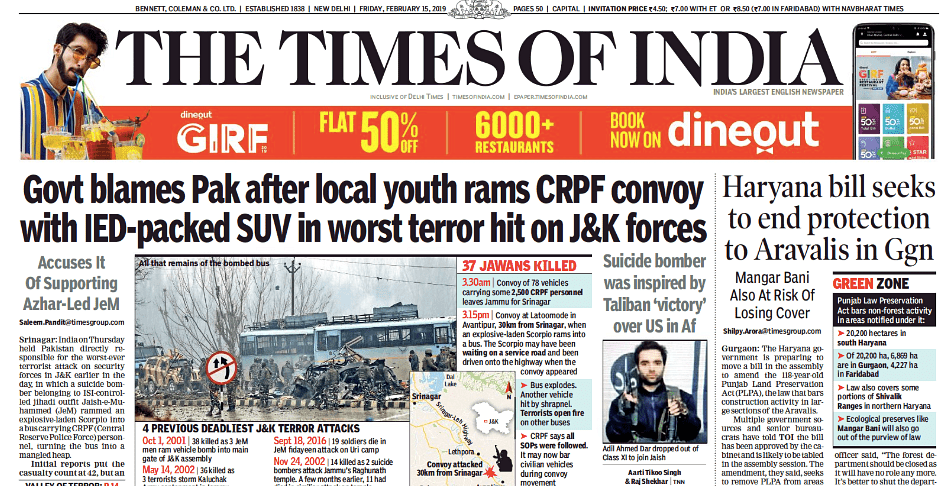 BENNETT, COLEMAN & CO. LTD. | ESTABLISHED 1838 | NEW DELHI | FRIDAY, FEBRUARY 15, 2019
PAGES 50 | CAPITAL | INVITATION PRICE ₹4.50; ₹7.00 WITH ET OR ₹8.50 (₹7.00 IN FARIDABAD) WITH NAVBHARAT TIMES
THE TIMES OF INDIA
INCLUSIVE OF DELHI TIMES | TIMESOFINDIA.COM | EPAPER.TIMESOFINDIA.COM
INDIA'S LARGEST ENGLISH NEWSPAPER
dineout
GIRF
FLAT 50% OFF
6000+
RESTAURANTS
BOOK
NOW ON
dineout
Govt blames Pak after local youth rams CRPF convoy
with IED-packed SUV in worst terror hit on J&K forces
Accuses It
Of Supporting
Azhar-Led JeM
Saleem.Pandit@timesgroup.com
Srinagar: India on Thursday
held Pakistan directly re-
sponsible for the worst-ever
terrorist attack on security
forces in J&K earlier in the
day, in which a suicide bom-
ber belonging to ISI-control-
led jihadi outfit Jaish-e-Mu-
hammed (JeM) rammed an
explosive-laden Scorpio into
a bus carrying CRPF (Central
Reserve Police Force) person-
nel, turning the bus into a
mangled heap.
Initial reports put the
casualty count at 42, but an
All that remains of the bombed bus
4 PREVIOUS DEADLIEST J&K TERROR ATTACKS
Oct 1, 2001 | 38 killed as 3 JeM
men ram vehicle bomb into main
gate of J&K Assembly
May 14, 2002 | 36 killed as
3 terrorists storm Kaluchak
Sept 18, 2016 | 19 soldiers die in
JeM fidayeen attack on Uri camp
Nov 24, 2002 | 14 killed as 2 suicide
bombers attack Jammu's Raghunath
temple. A few months earlier, 11 had
37 JAWANS KILLED
3.30am | Convoy of 78 vehicles
carrying some 2,500 CRPF personnel
leaves Jammu for Srinagar
3.15pm | Convoy at Latoomode in
Avantipur, 30km from Srinagar, when
an explosive-laden Scorpio rams into
a bus. The Scorpio may have been
waiting on a service road and been
driven onto the highway when the
convoy appeared
Bus explodes.
Another vehicle
hit by shrapnel.
Terrorists open fire
on other buses
CRPF says all
SOPs were followed.
It may now bar
civilian vehicles
during convoy
movement
Dal
Lake
Srinagar
Srinagar-Leh Highway
J&K
Lethpora
Convoy attacked
30km from Srinagar
Suicide bomber
was inspired by
Taliban 'victory'
over US in Af
Adil Ahmed Dar dropped out of
Class XI to join Jaish
Aarti Tikoo Singh
& Raj Shekhar | TNN
Haryana bill seeks
to end protection
to Aravalis in Ggn
Mangar Bani
Also At Risk Of
Losing Cover
Shilpy.Arora@timesgroup.com
Gurgaon: The Haryana go-
vernment is preparing to
move a bill in the assembly
to amend the 118-year-old
Punjab Land Preservation
Act (PLPA), the law that bars
construction activity in lar-
ge sections of the Aravalis.
Multiple government so-
urces and senior bureau-
crats have told TOI the bill
has been approved by the ca-
binet and is likely to be tabled
in the assembly session. The
amendment, they said, seeks
to remove PLPA from areas
GREEN ZONE
Punjab Law Preservation
Act bars non-forest activity
in areas notified under it:
20,200 hectares in
south Haryana
Of 20,200 ha, 6,869 ha
are in Gurgaon, 4,227 ha
in Faridabad
Law also covers some
portions of Shivalik
Ranges in northern Haryana
Ecological preserves like
Mangar Bani will also go
out of the purview of law
officer said, "The forest de-
partment should be closed as
it will have no role any more.
It's better to shut the depart-